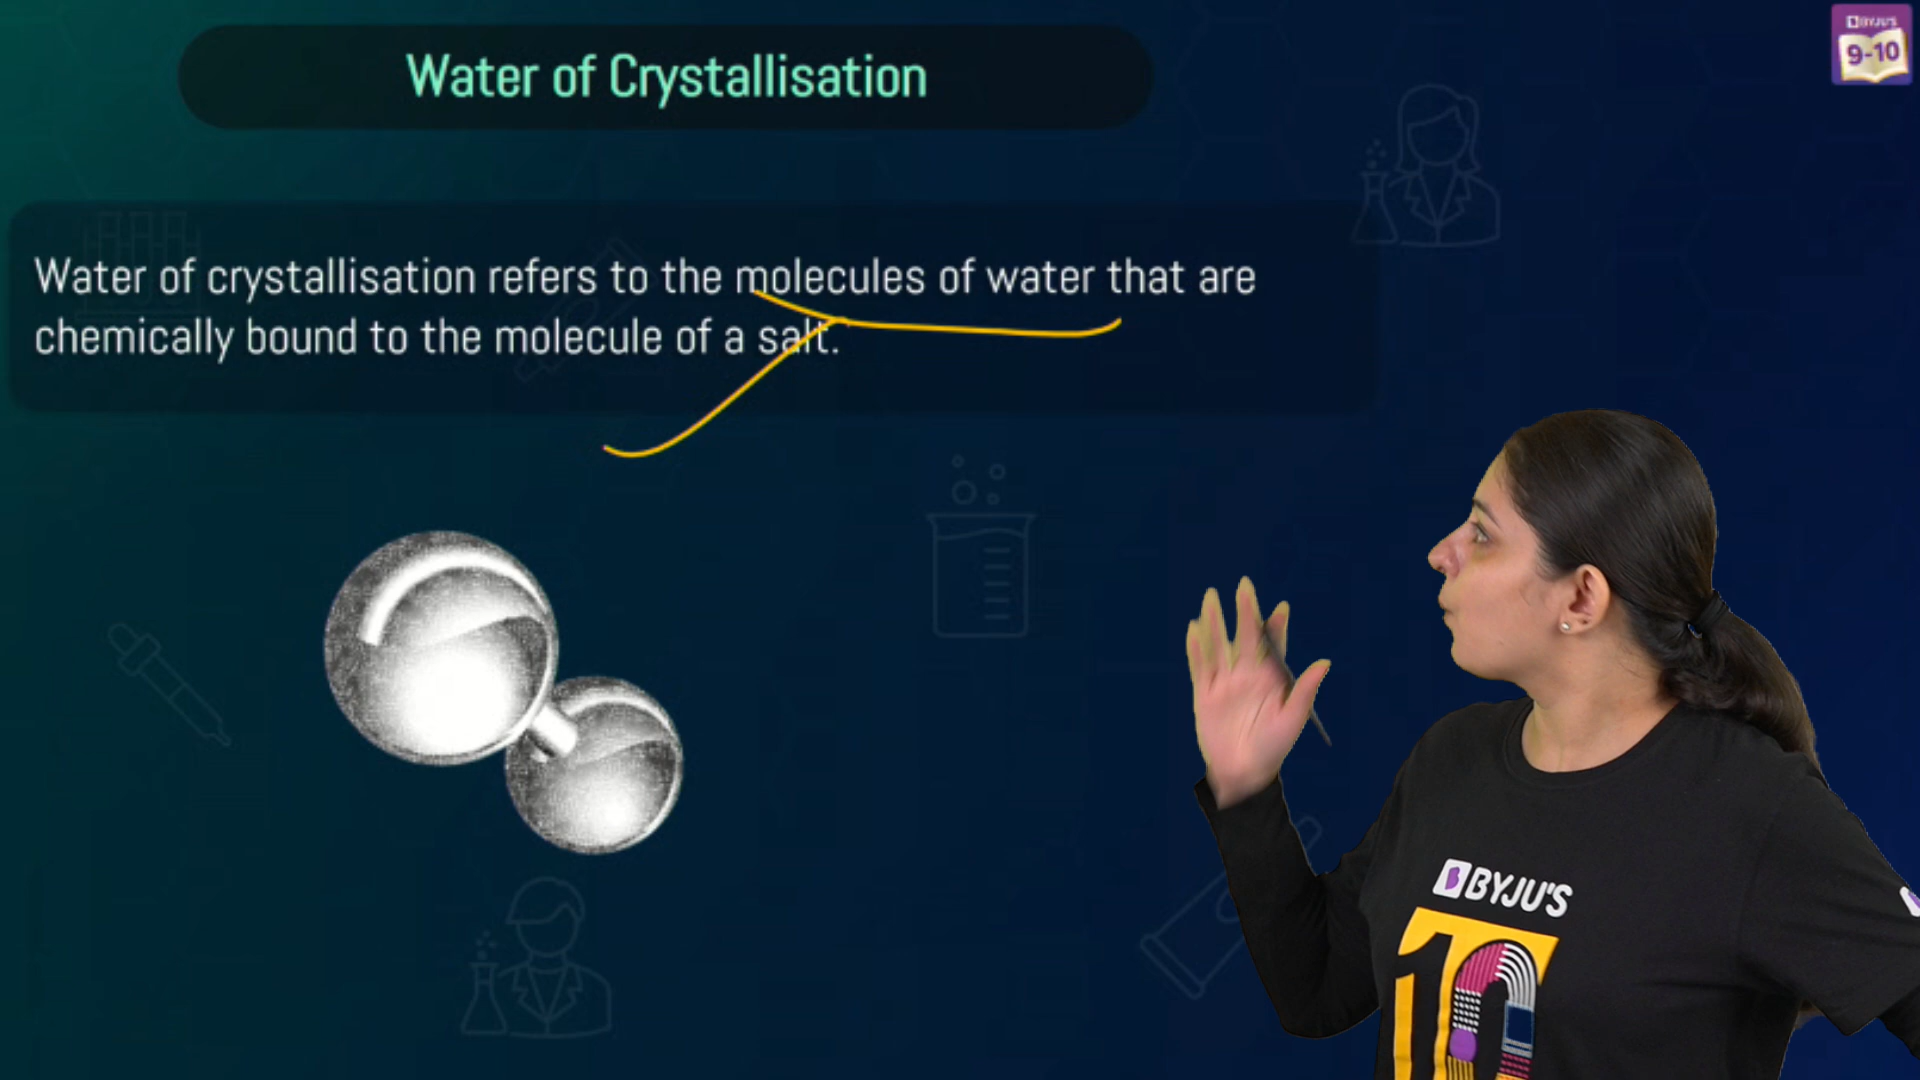 Water of Crystallisation
BYJU'S
9-10
Water of crystallisation refers to the molecules of water that are
chemically bound to the molecule of a salt.
BYJU'S
10